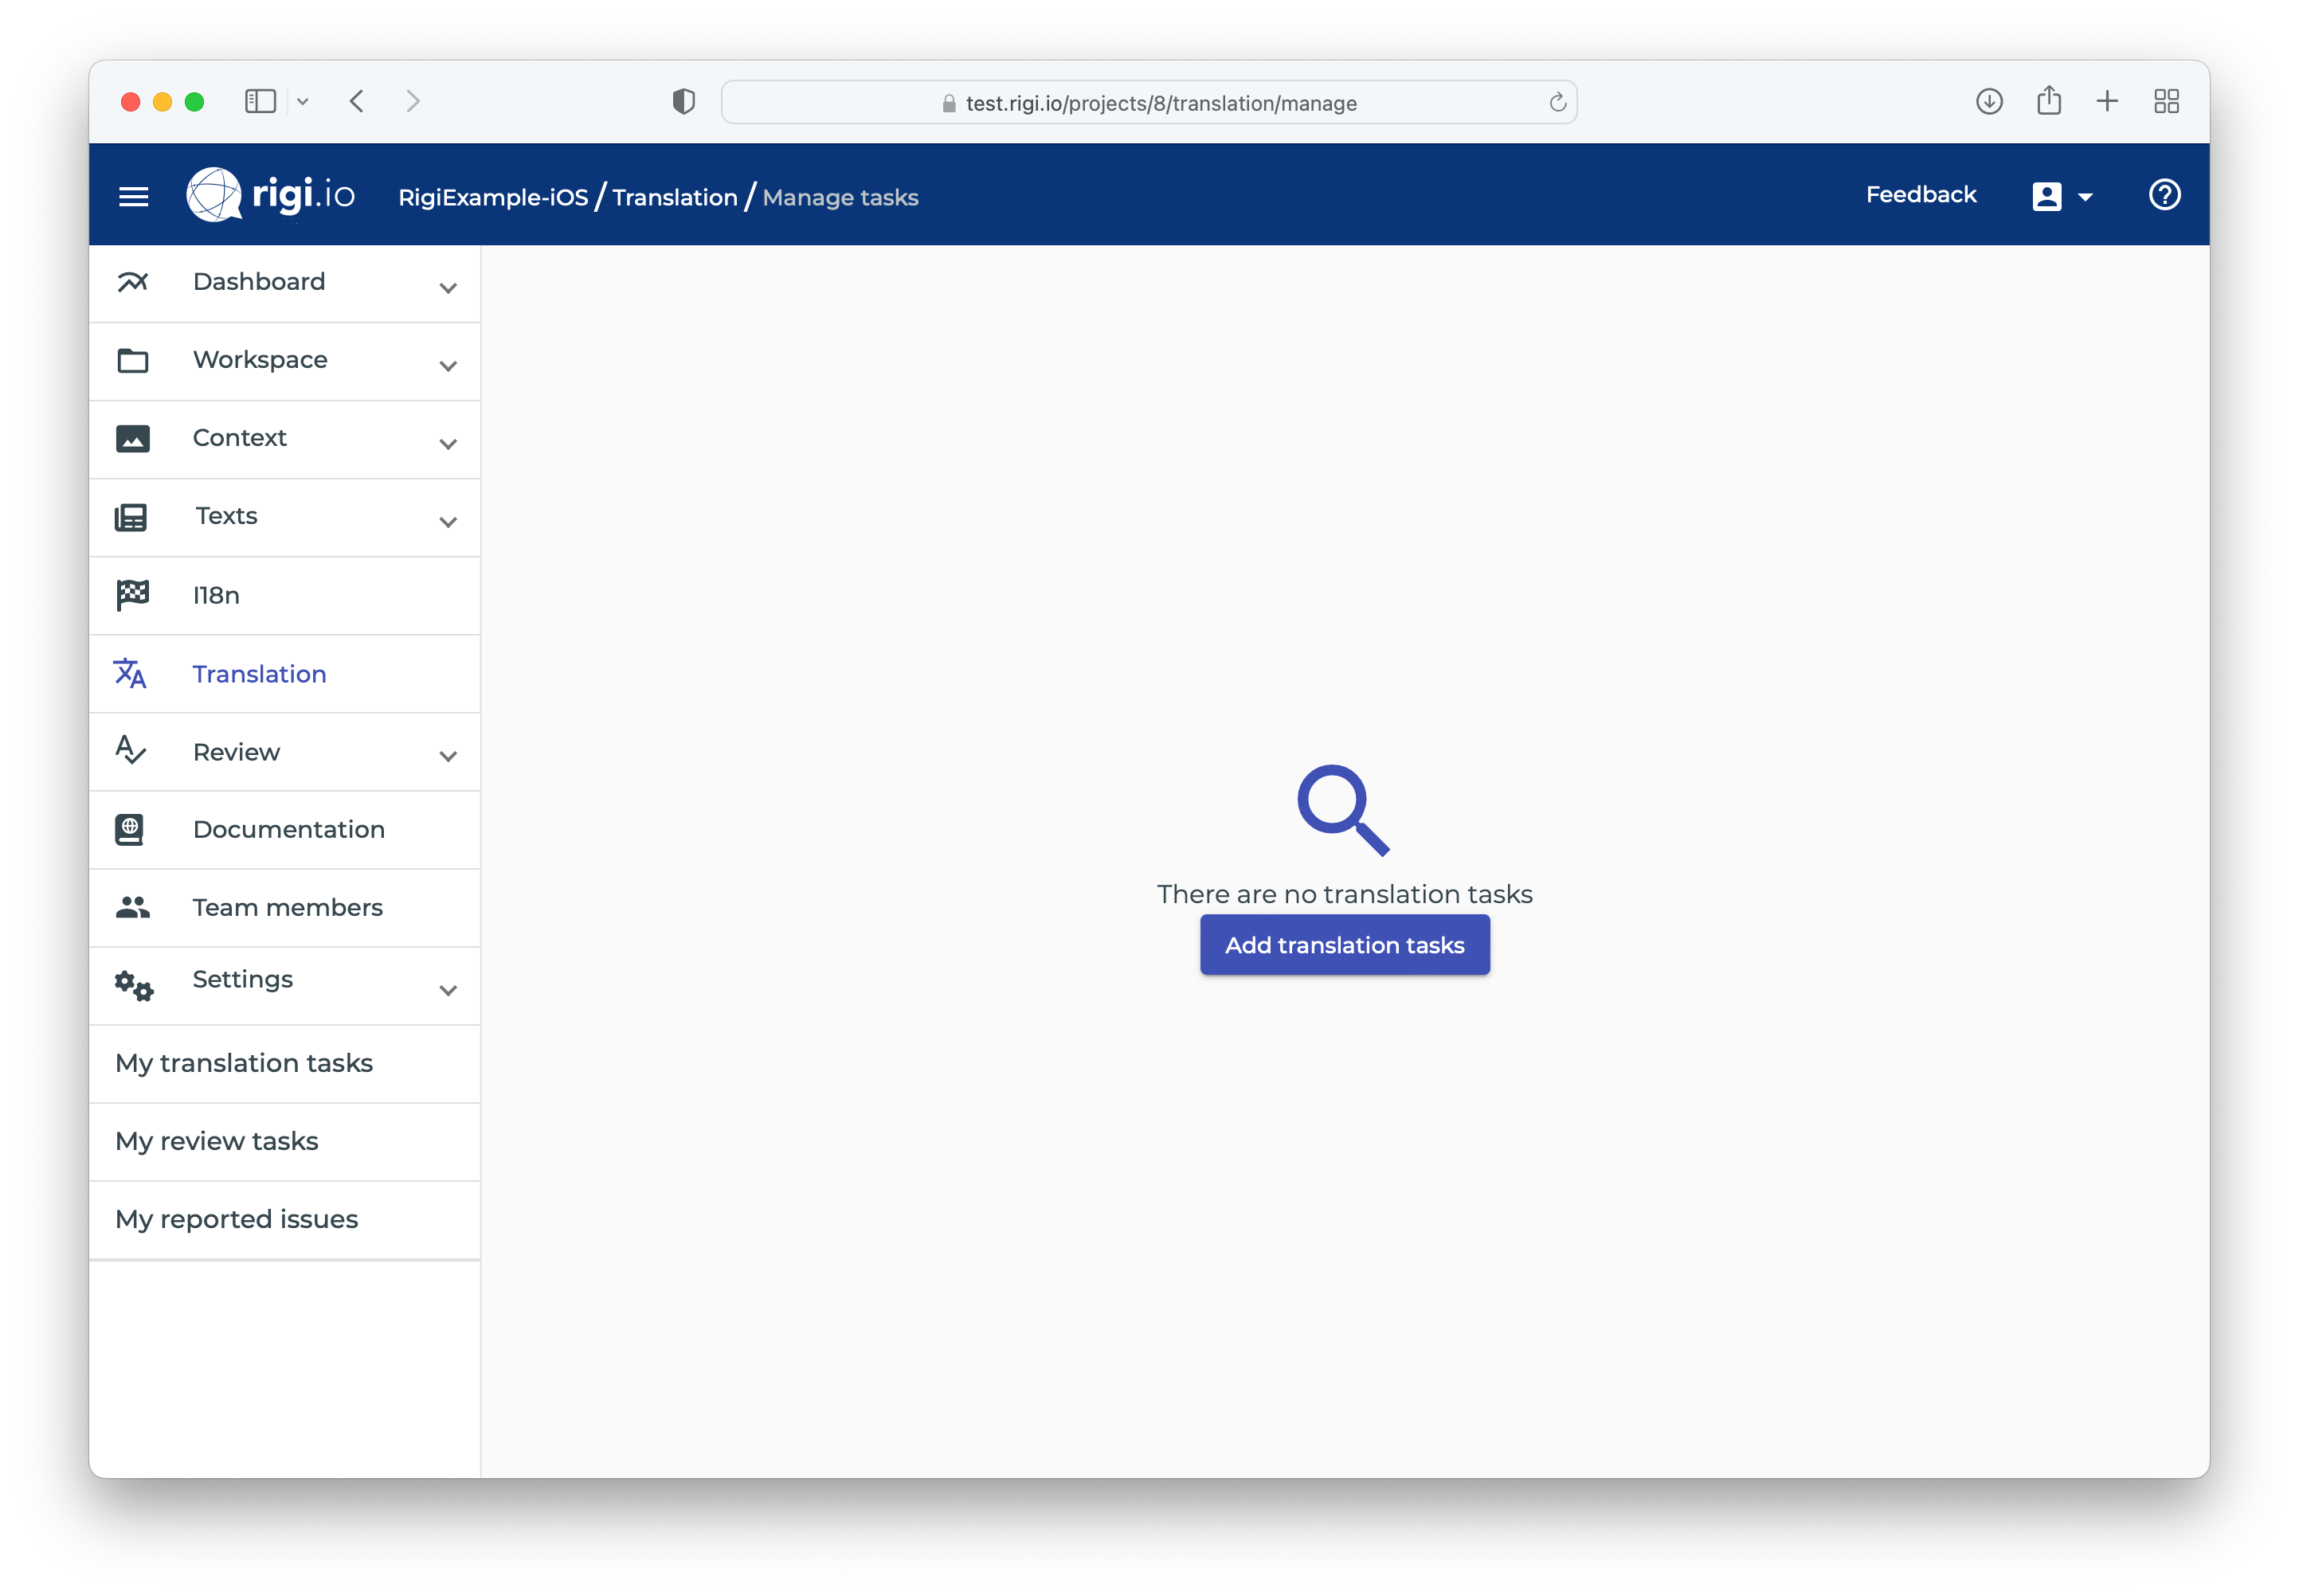 test.rigi.io/projects/8/translation/manage
rigi.io RigiExample-iOS / Translation / Manage tasks Feedback
Dashboard
Workspace
Context
Texts
I18n
Translation
Review
Documentation
Team members
Settings
My translation tasks
My review tasks
My reported issues
There are no translation tasks
Add translation tasks